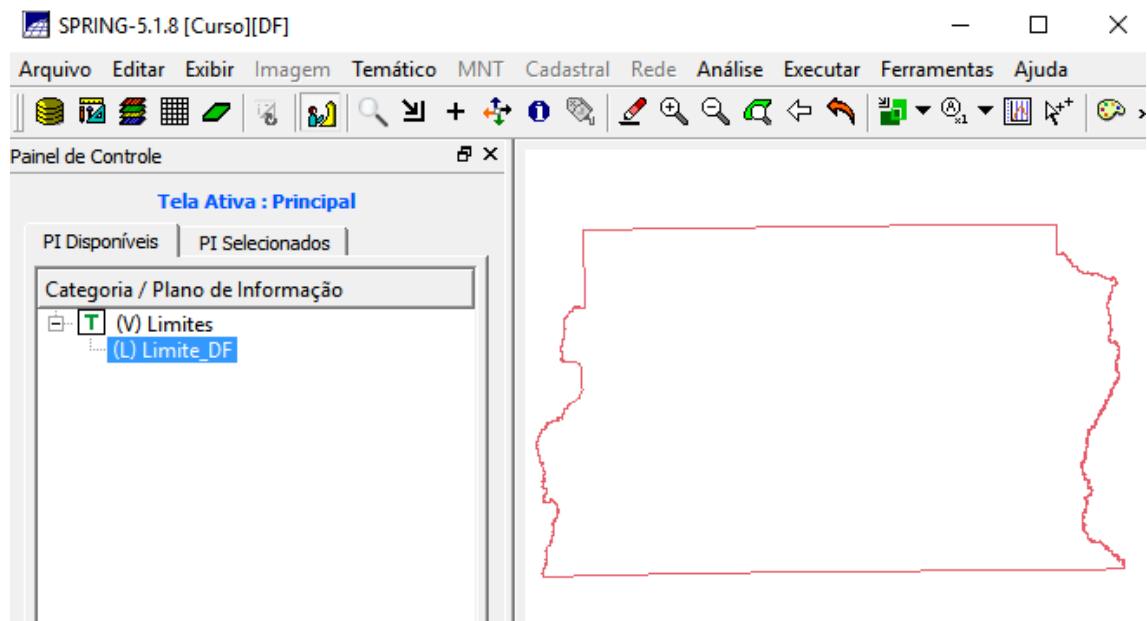 SPRING-5.1.8 [Curso][DF]
Arquivo Editar Exibir Imagem Temático MNT Cadastral Rede Análise Executar Ferramentas Ajuda
Painel de Controle
Tela Ativa : Principal
PI Disponíveis PI Selecionados
Categoria / Plano de Informação
T (V) Limites
(L) Limite_DF